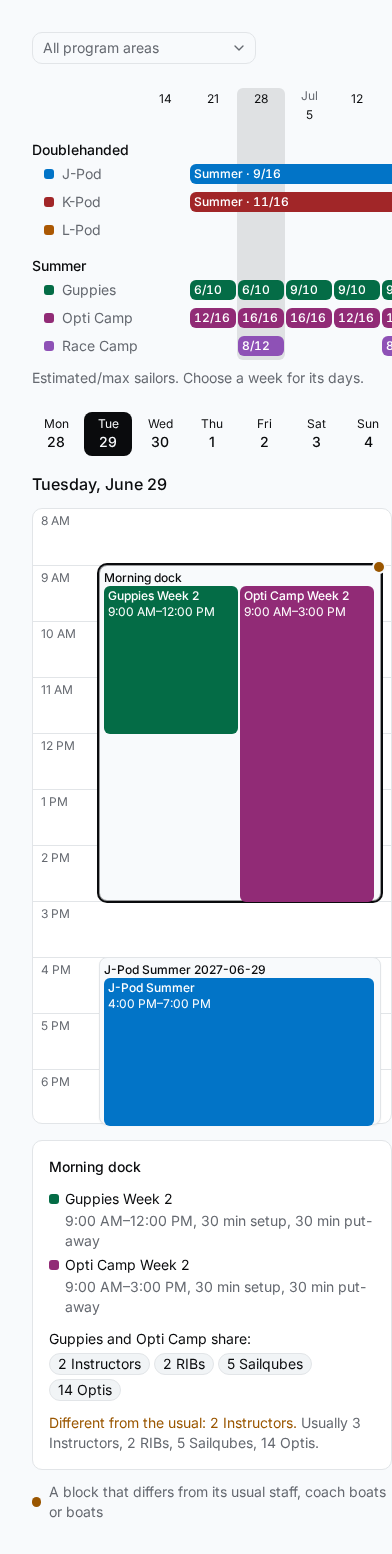 All program areas
14 21 28 Jul 5 12
Doublehanded
J-Pod Summer · 9/16
K-Pod Summer · 11/16
L-Pod
Summer
Guppies 6/10 6/10 9/10 9/10 9
Opti Camp 12/16 16/16 16/16 12/16 1
Race Camp 8/12 8
Estimated/max sailors. Choose a week for its days.
Mon Tue Wed Thu Fri Sat Sun
28 29 30 1 2 3 4
Tuesday, June 29
8 AM
9 AM Morning dock
Guppies Week 2 Opti Camp Week 2
9:00 AM–12:00 PM 9:00 AM–3:00 PM
10 AM
11 AM
12 PM
1 PM
2 PM
3 PM
4 PM J-Pod Summer 2027-06-29
J-Pod Summer
4:00 PM–7:00 PM
5 PM
6 PM
Morning dock
Guppies Week 2
9:00 AM–12:00 PM, 30 min setup, 30 min put-
away
Opti Camp Week 2
9:00 AM–3:00 PM, 30 min setup, 30 min put-
away
Guppies and Opti Camp share:
2 Instructors 2 RIBs 5 Sailqubes
14 Optis
Different from the usual: 2 Instructors. Usually 3
Instructors, 2 RIBs, 5 Sailqubes, 14 Optis.
A block that differs from its usual staff, coach boats
or boats